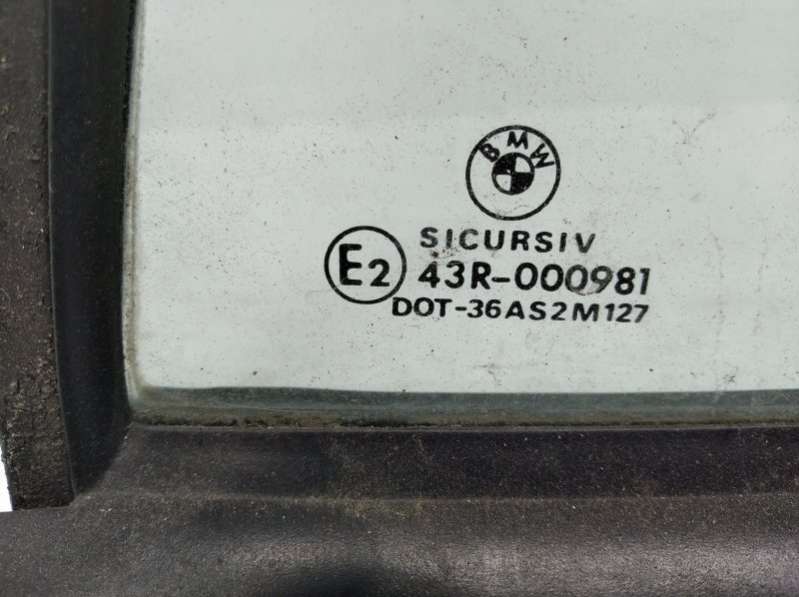 BMW
SICURSIV
E2 43R-000981
DOT-36AS2M127